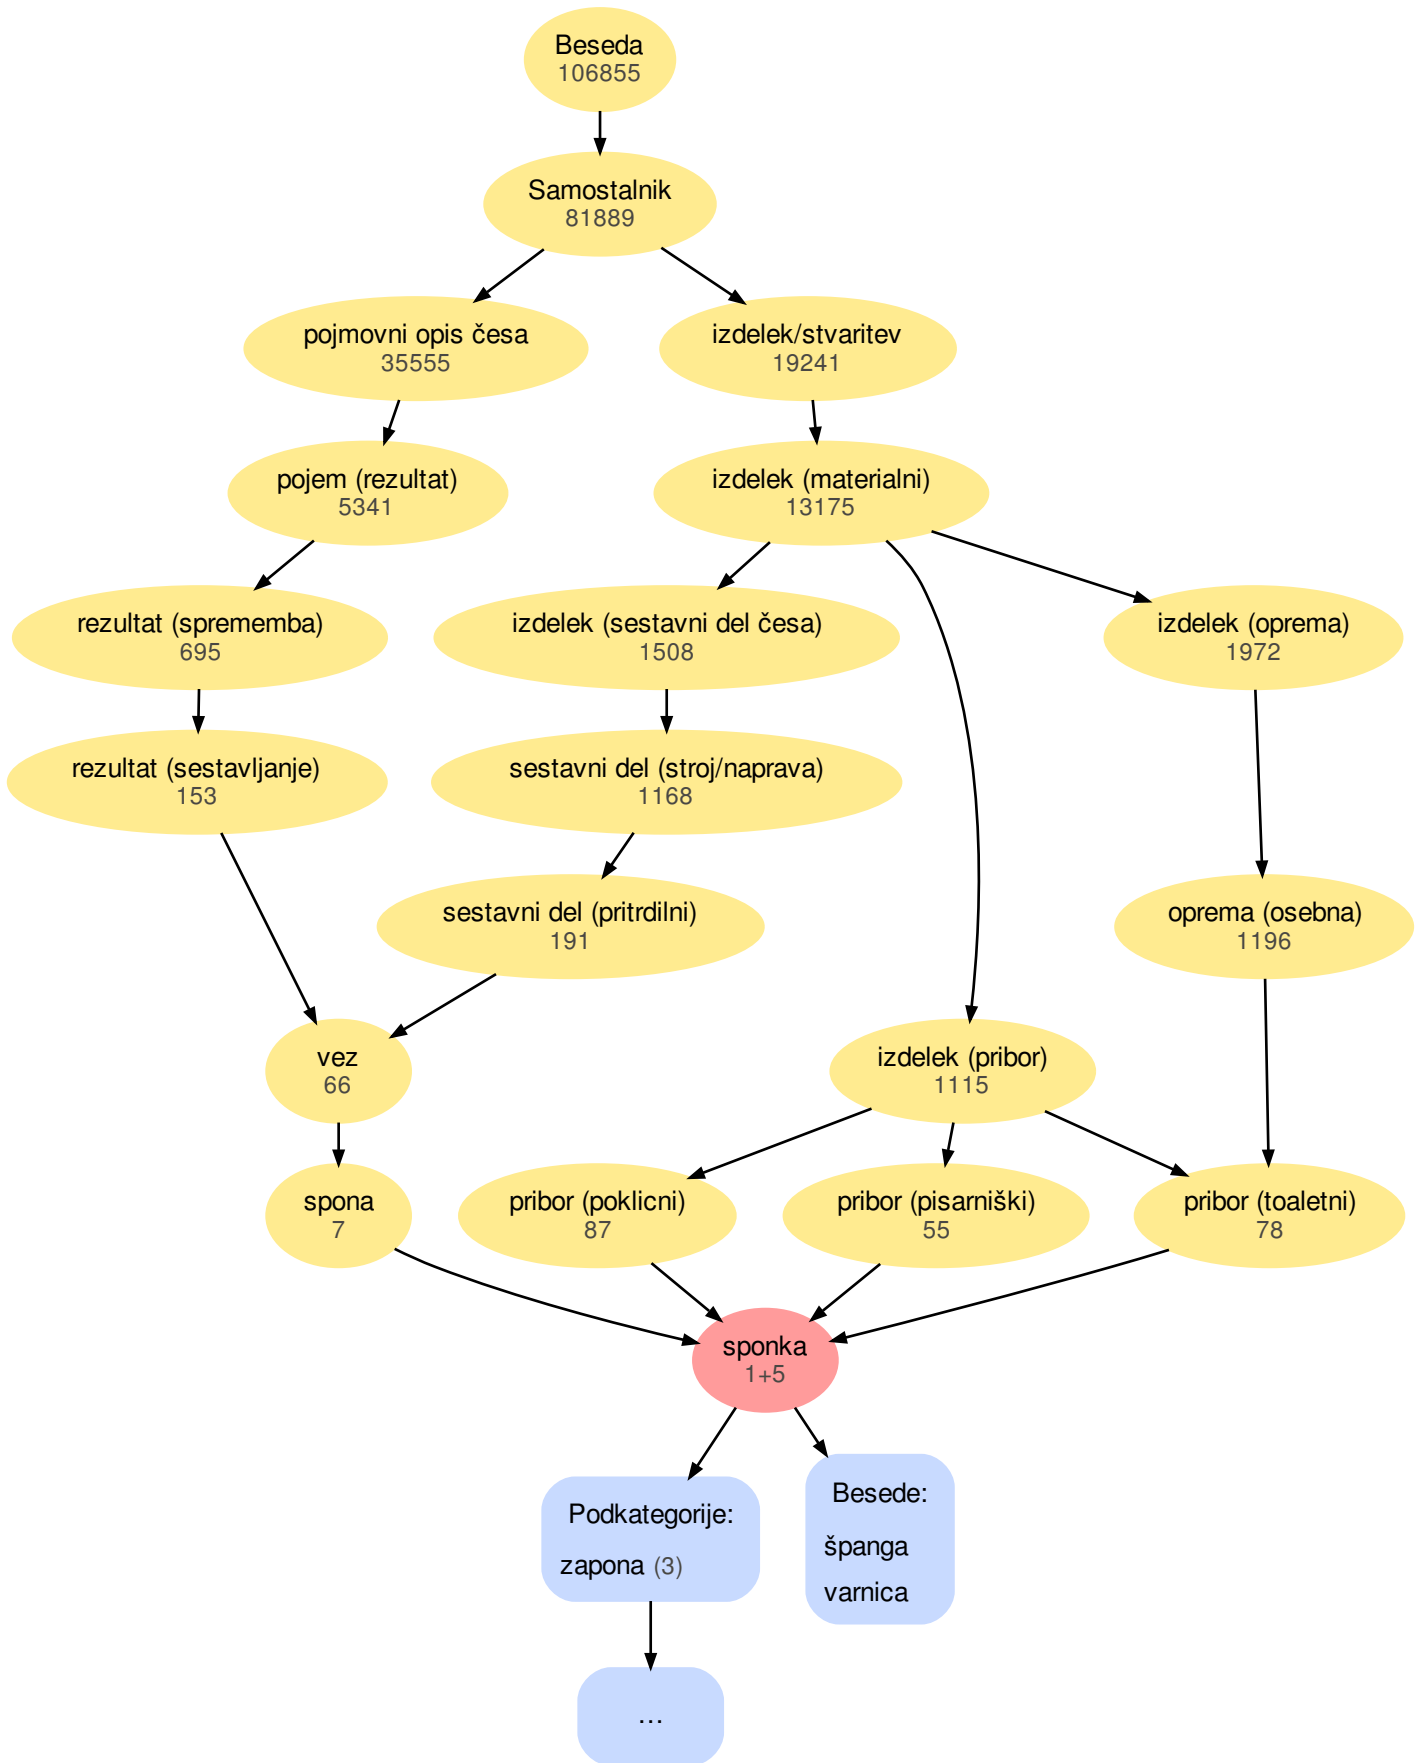 Beseda
106855
Samostalnik
81889
pojmovni opis česa
35555
izdelek/stvaritev
19241
pojem (rezultat)
5341
izdelek (materialni)
13175
rezultat (sprememba)
695
izdelek (sestavni del česa)
1508
izdelek (oprema)
1972
rezultat (sestavljanje)
153
sestavni del (stroj/naprava)
1168
sestavni del (pritrdilni)
191
oprema (osebna)
1196
vez
66
izdelek (pribor)
1115
spona
7
pribor (poklicni)
87
pribor (pisarniški)
55
pribor (toaletni)
78
sponka
1+5
Podkategorije:
zapona (3)
Besede:
španga
varnica
...